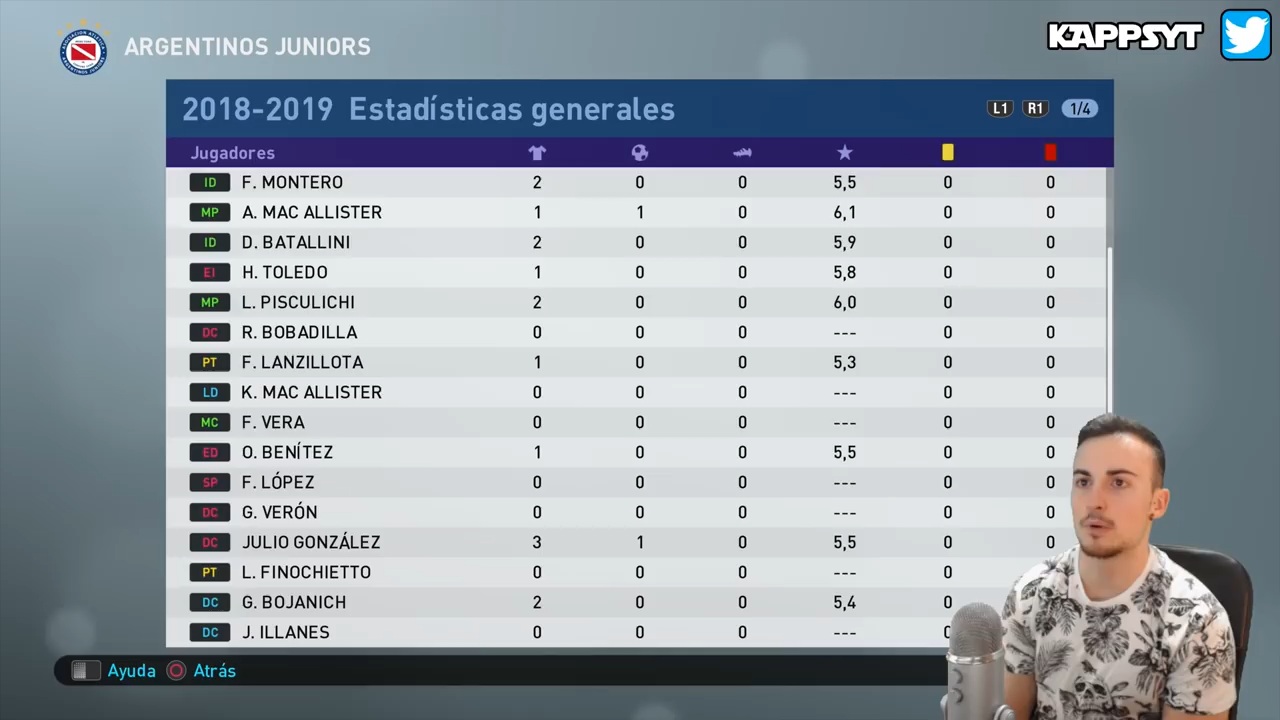 KAPPSYT
ARGENTINOS JUNIORS
2018-2019 Estadísticas generales L1 R1 1/4
Jugadores
ID F. MONTERO 2 0 0 5,5 0 0
MP A. MAC ALLISTER 1 1 0 6,1 0 0
ID D. BATALLINI 2 0 0 5,9 0 0
EI H. TOLEDO 1 0 0 5,8 0 0
MP L. PISCULICHI 2 0 0 6,0 0 0
DC R. BOBADILLA 0 0 0 --- 0 0
PT F. LANZILLOTA 1 0 0 5,3 0 0
LD K. MAC ALLISTER 0 0 0 --- 0 0
MC F. VERA 0 0 0 --- 0 0
ED O. BENÍTEZ 1 0 0 5,5 0 0
SP F. LÓPEZ 0 0 0 --- 0 0
DC G. VERÓN 0 0 0 --- 0 0
DC JULIO GONZÁLEZ 3 1 0 5,5 0 0
PT L. FINOCHIETTO 0 0 0 --- 0
DC G. BOJANICH 2 0 0 5,4 0
DC J. ILLANES 0 0 0 --- 0
Ayuda Atrás